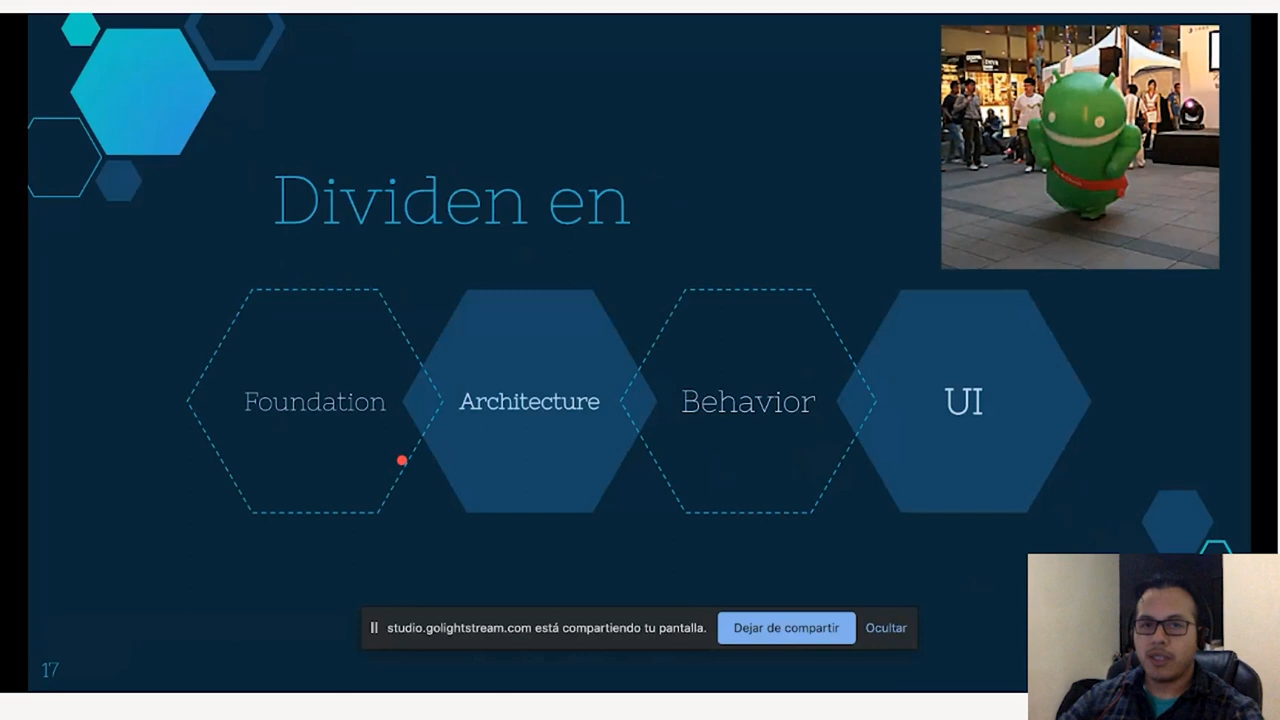 Dividen en
Foundation
Architecture
Behavior
UI
studio.golightstream.com está compartiendo tu pantalla.
Dejar de compartir
Ocultar
17